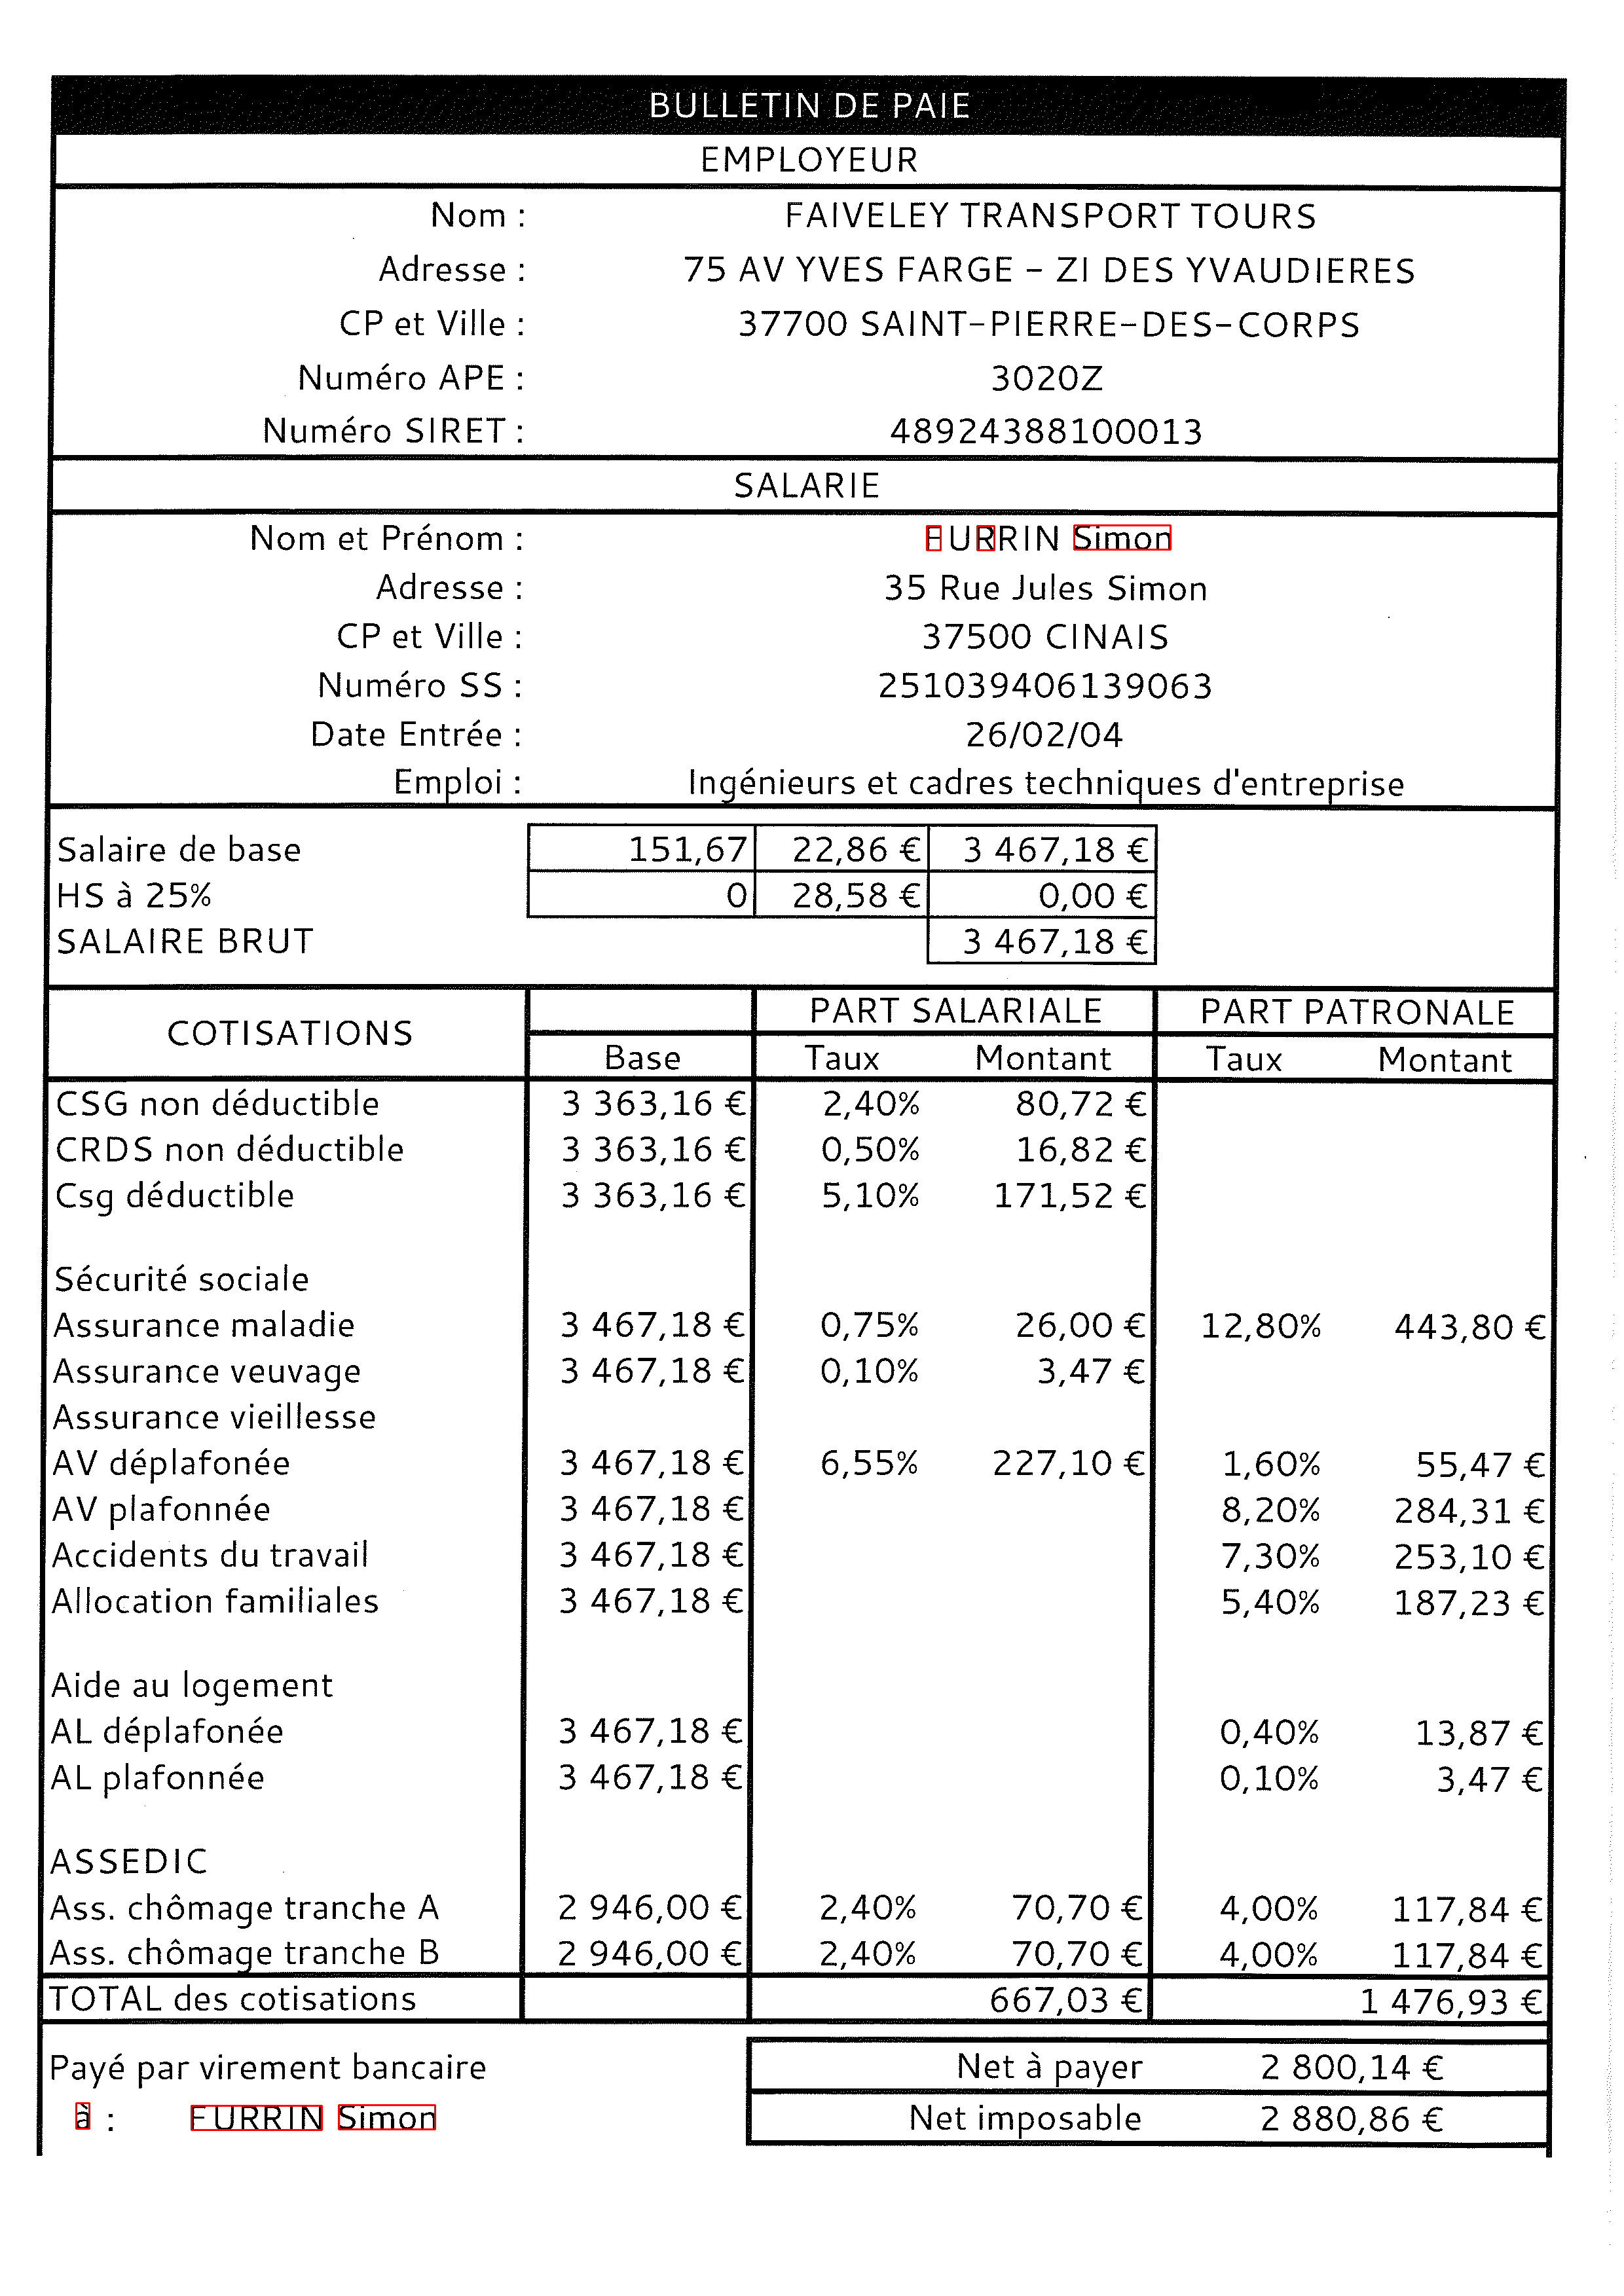 BULLETIN DE PAIE
EMPLOYEUR
Nom : FAIVELEY TRANSPORT TOURS
Adresse : 75 AV YVES FARGE - ZI DES YVAUDIERES
CP et Ville : 37700 SAINT-PIERRE-DES-CORPS
Numéro APE : 3020Z
Numéro SIRET : 48924388100013
SALARIE
Nom et Prénom : FURRIN Simon
Adresse : 35 Rue Jules Simon
CP et Ville : 37500 CINAIS
Numéro SS : 251039406139063
Date Entrée : 26/02/04
Emploi : Ingénieurs et cadres techniques d'entreprise
Salaire de base 151,67 22,86 € 3 467,18 €
HS à 25% 0 28,58 € 0,00 €
SALAIRE BRUT 3 467,18 €
COTISATIONS PART SALARIALE PART PATRONALE
Base Taux Montant Taux Montant
CSG non déductible 3 363,16 € 2,40% 80,72 €
CRDS non déductible 3 363,16 € 0,50% 16,82 €
Csg déductible 3 363,16 € 5,10% 171,52 €
Sécurité sociale
Assurance maladie 3 467,18 € 0,75% 26,00 € 12,80% 443,80 €
Assurance veuvage 3 467,18 € 0,10% 3,47 €
Assurance vieillesse
AV déplafonée 3 467,18 € 6,55% 227,10 € 1,60% 55,47 €
AV plafonnée 3 467,18 € 8,20% 284,31 €
Accidents du travail 3 467,18 € 7,30% 253,10 €
Allocation familiales 3 467,18 € 5,40% 187,23 €
Aide au logement
AL déplafonée 3 467,18 € 0,40% 13,87 €
AL plafonnée 3 467,18 € 0,10% 3,47 €
ASSEDIC
Ass. chômage tranche A 2 946,00 € 2,40% 70,70 € 4,00% 117,84 €
Ass. chômage tranche B 2 946,00 € 2,40% 70,70 € 4,00% 117,84 €
TOTAL des cotisations 667,03 € 1 476,93 €
Payé par virement bancaire Net à payer 2 800,14 €
à : FURRIN Simon Net imposable 2 880,86 €